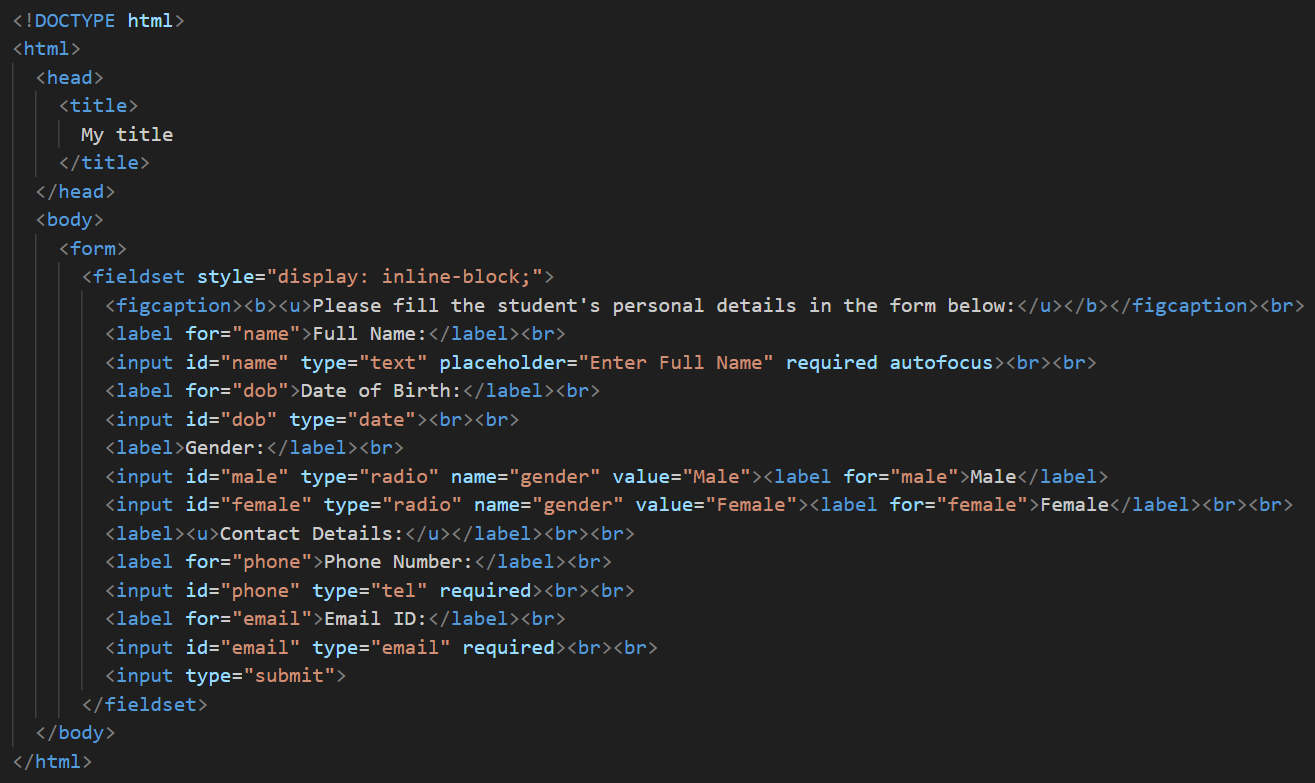 <!DOCTYPE html>
<html>
<head>
<title>
My title
</title>
</head>
<body>
<form>
<fieldset style="display: inline-block;">
<figcaption><b><u>Please fill the student's personal details in the form below:</u></b></figcaption><br>
<label for="name">Full Name:</label><br>
<input id="name" type="text" placeholder="Enter Full Name" required autofocus><br><br>
<label for="dob">Date of Birth:</label><br>
<input id="dob" type="date"><br><br>
<label>Gender:</label><br>
<input id="male" type="radio" name="gender" value="Male"><label for="male">Male</label>
<input id="female" type="radio" name="gender" value="Female"><label for="female">Female</label><br><br>
<label><u>Contact Details:</u></label><br><br>
<label for="phone">Phone Number:</label><br>
<input id="phone" type="tel" required><br><br>
<label for="email">Email ID:</label><br>
<input id="email" type="email" required><br><br>
<input type="submit">
</fieldset>
</body>
</html>